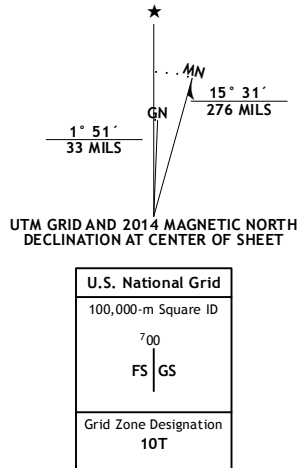 ★
MN
GN
15° 31´
276 MILS
1° 51´
33 MILS
UTM GRID AND 2014 MAGNETIC NORTH
DECLINATION AT CENTER OF SHEET
U.S. National Grid
100,000-m Square ID
⁷00
FS GS
Grid Zone Designation
10T